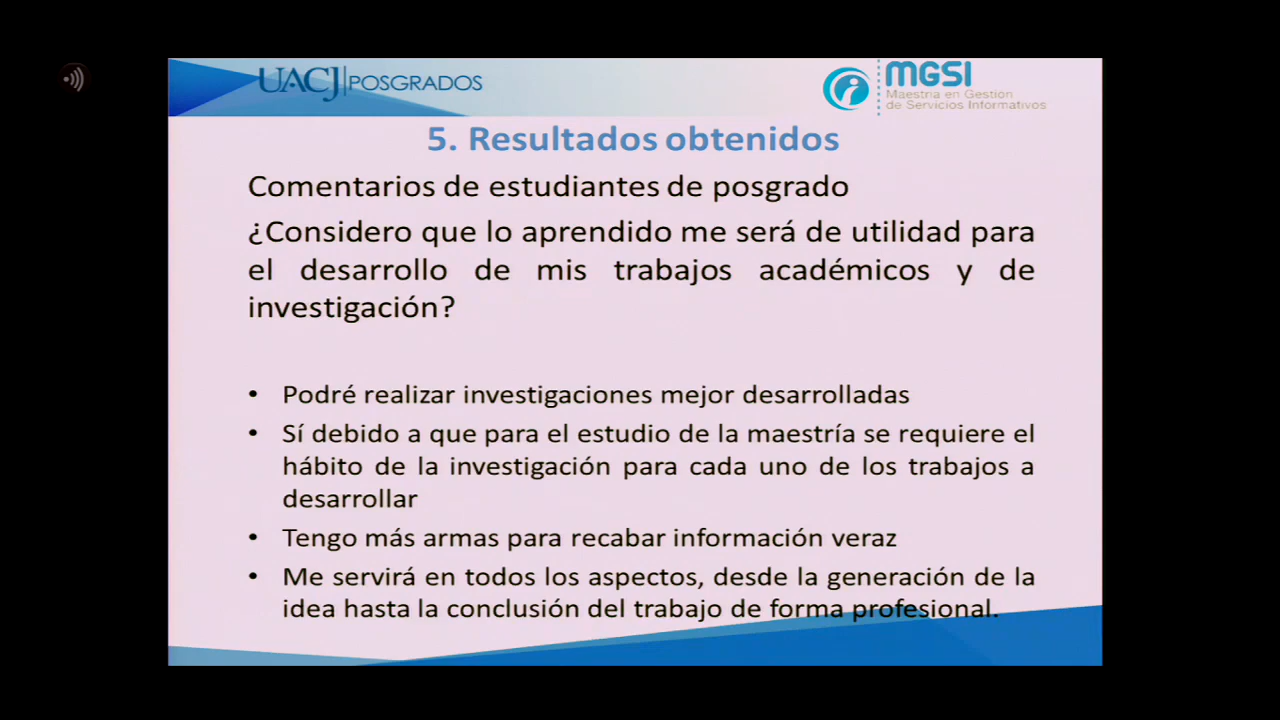 UACJ POSGRADOS
MGSI
Maestría en Gestión
de Servicios Informativos
5. Resultados obtenidos
Comentarios de estudiantes de posgrado
¿Considero que lo aprendido me será de utilidad para
el desarrollo de mis trabajos académicos y de
investigación?
• Podré realizar investigaciones mejor desarrolladas
• Sí debido a que para el estudio de la maestría se requiere el
hábito de la investigación para cada uno de los trabajos a
desarrollar
• Tengo más armas para recabar información veraz
• Me servirá en todos los aspectos, desde la generación de la
idea hasta la conclusión del trabajo de forma profesional.